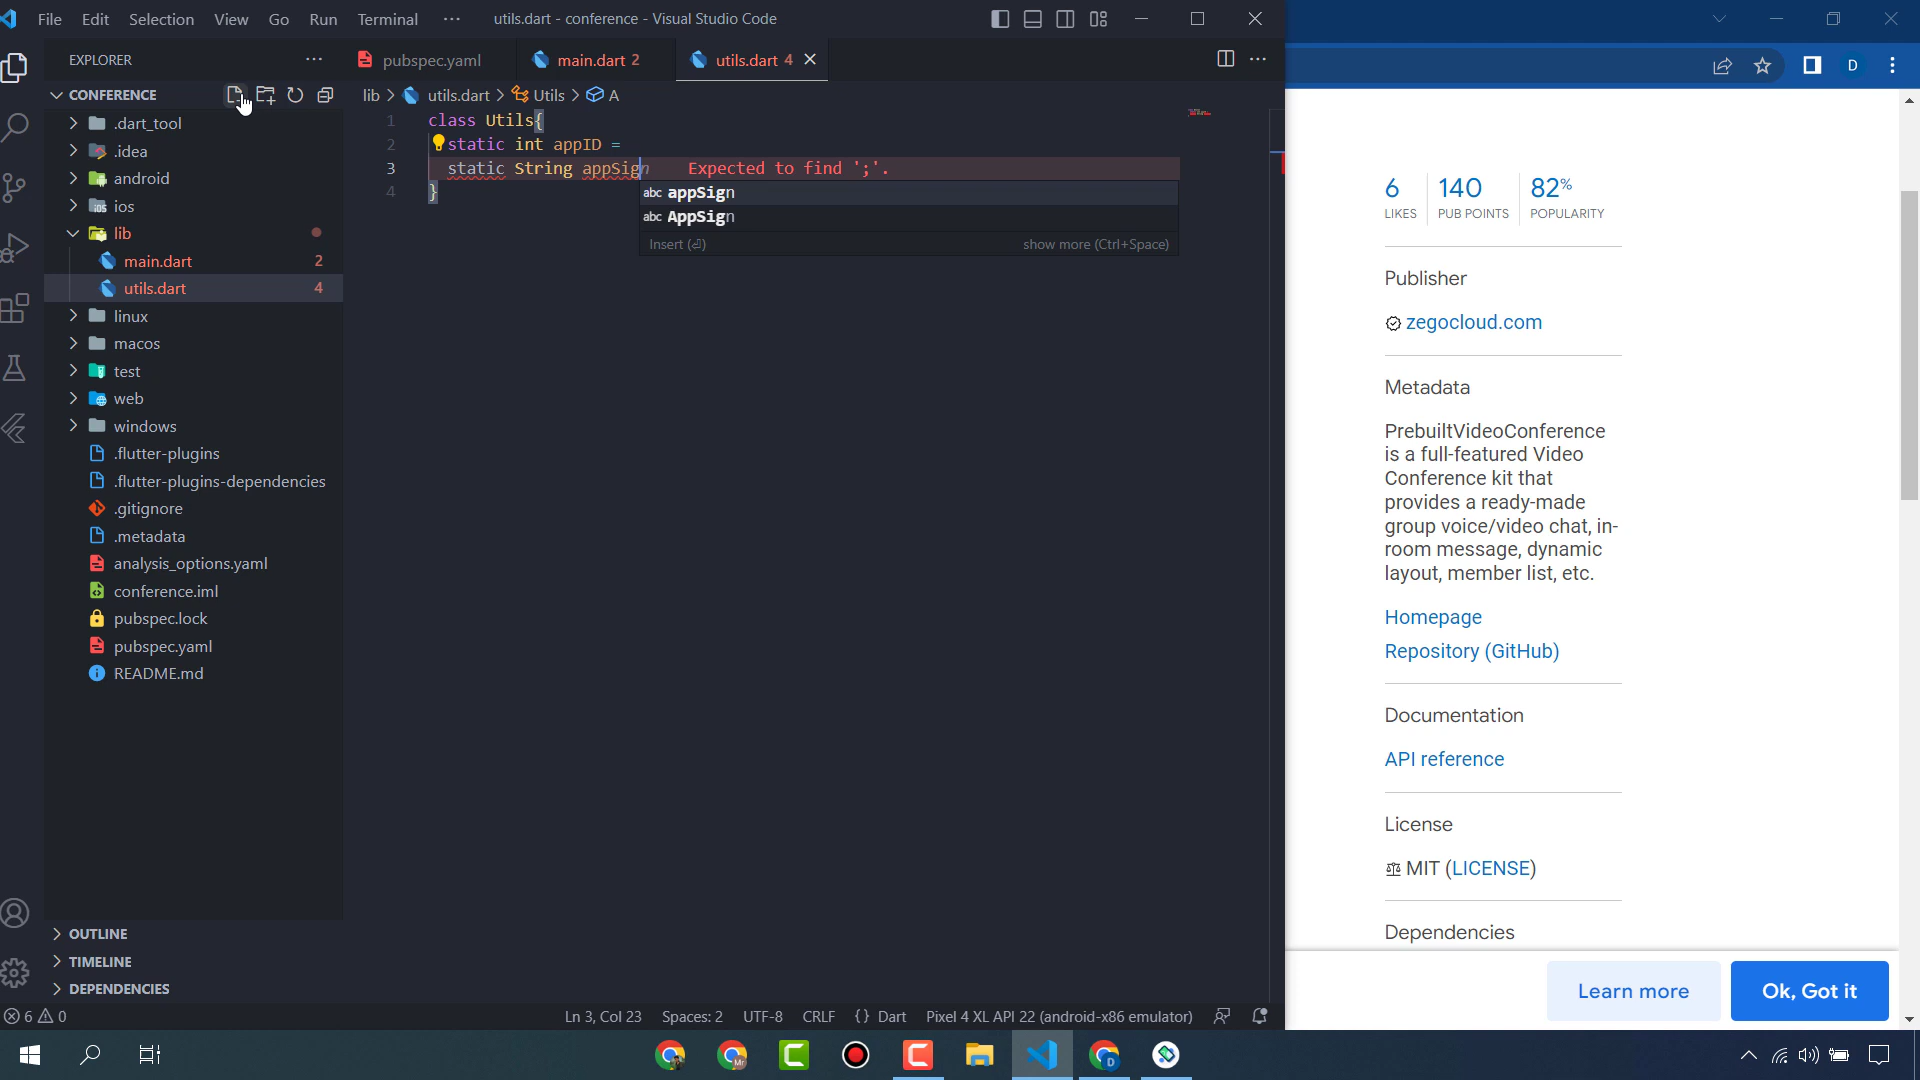 File Edit Selection View Go Run Terminal ··· utils.dart - conference - Visual Studio Code
EXPLORER
pubspec.yaml
main.dart 2
utils.dart 4
CONFERENCE
lib > utils.dart > Utils > A
.dart_tool
.idea
android
ios
lib
main.dart 2
utils.dart 4
linux
macos
test
web
windows
.flutter-plugins
.flutter-plugins-dependencies
.gitignore
.metadata
analysis_options.yaml
conference.iml
pubspec.lock
pubspec.yaml
README.md
OUTLINE
TIMELINE
DEPENDENCIES
1 class Utils{
2 static int appID =
3 static String appSign Expected to find ';'.
4 }
abc appSign
abc AppSign
Insert (⏎) show more (Ctrl+Space)
6 0 Ln 3, Col 23 Spaces: 2 UTF-8 CRLF {} Dart Pixel 4 XL API 22 (android-x86 emulator)
D
6 140 82%
LIKES PUB POINTS POPULARITY
Publisher
zegocloud.com
Metadata
PrebuiltVideoConference
is a full-featured Video
Conference kit that
provides a ready-made
group voice/video chat, in-
room message, dynamic
layout, member list, etc.
Homepage
Repository (GitHub)
Documentation
API reference
License
MIT (LICENSE)
Dependencies
Learn more
Ok, Got it
Mr
D